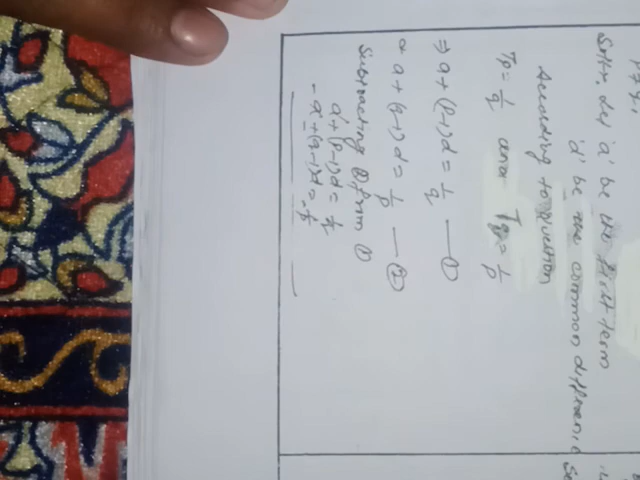 Soln. Let 'a' be the first term
'd' be the common difference
According to question
Tp = 1/q and Tq = 1/p
⇒ a + (p-1)d = 1/q — ①
& a + (q-1)d = 1/p — ②
Subtracting ② from ①
a + (p-1)d = 1/q
- a + (q-1)d = 1/p